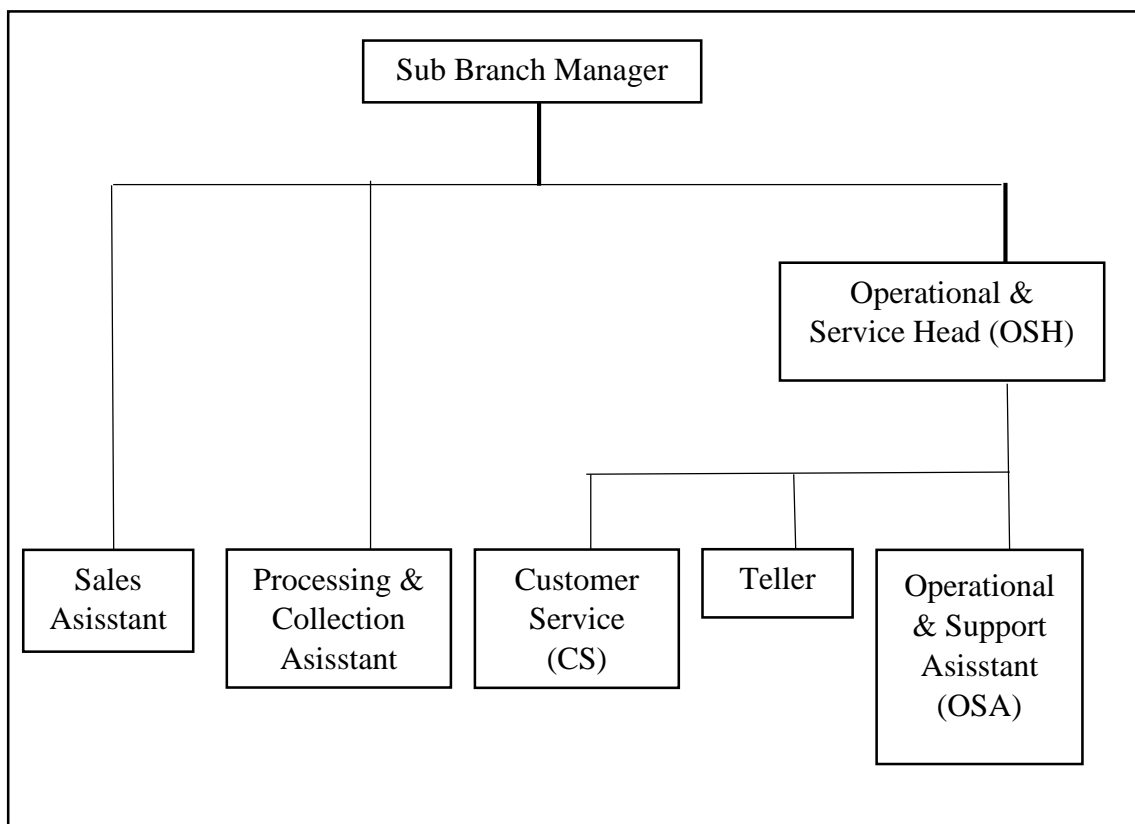 Sub Branch Manager
Operational &
Service Head (OSH)
Sales
Asisstant
Processing &
Collection
Asisstant
Customer
Service
(CS)
Teller
Operational
& Support
Asisstant
(OSA)